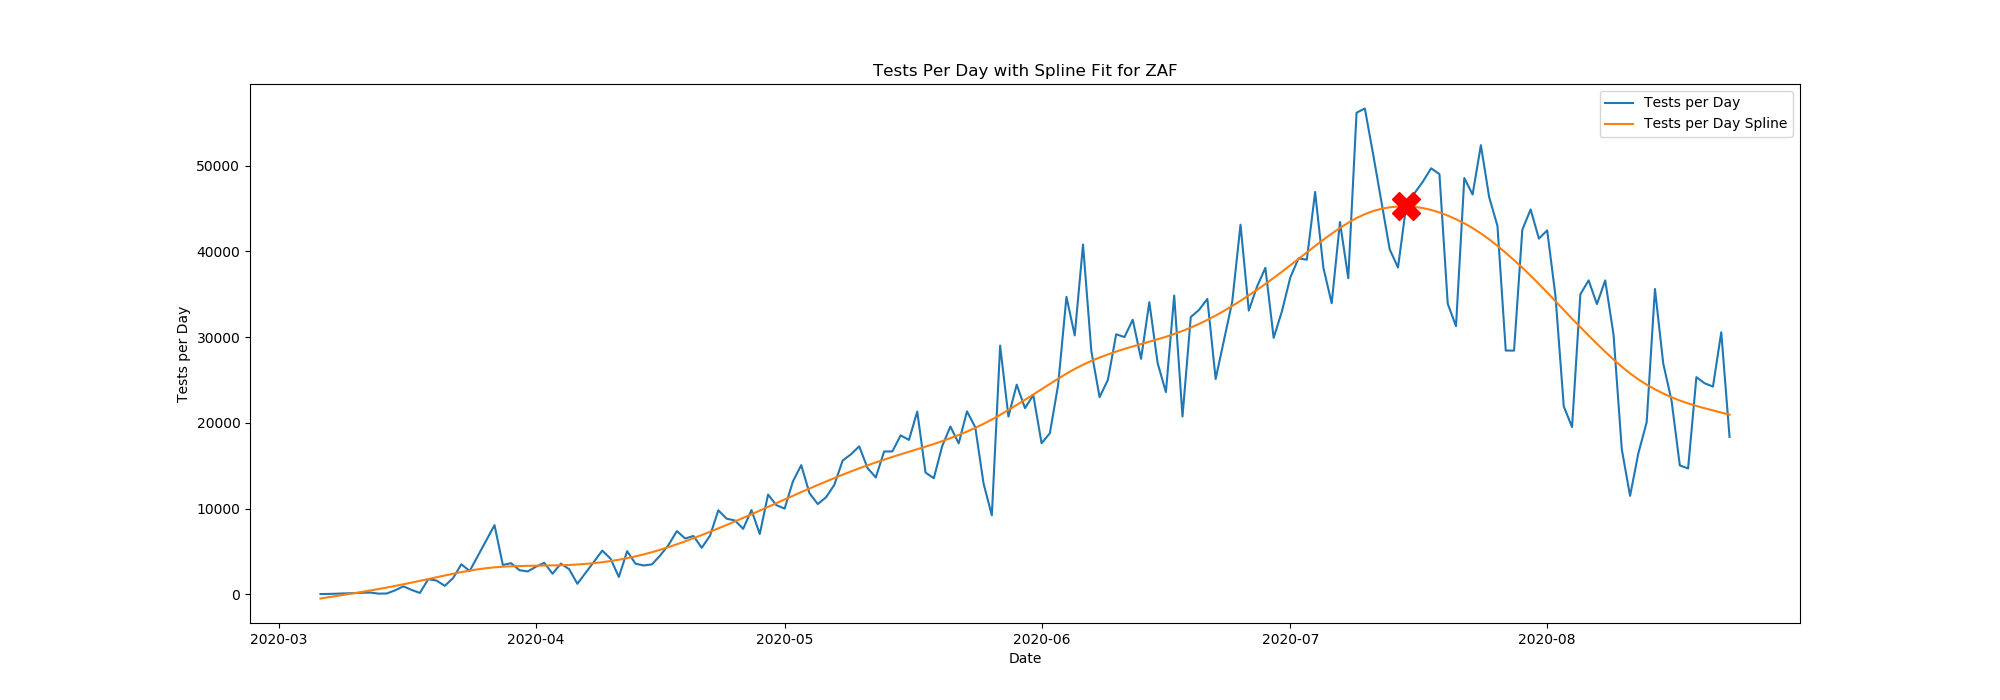 Tests Per Day with Spline Fit for ZAF
Tests per Day
Tests per Day Spline
50000
40000
30000
20000
10000
0
Tests per Day
2020-03 2020-04 2020-05 2020-06 2020-07 2020-08
Date